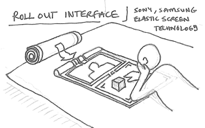 ROLL OUT INTERFACE
SONY, SAMSUNG
ELASTIC SCREEN
TECHNOLOGY